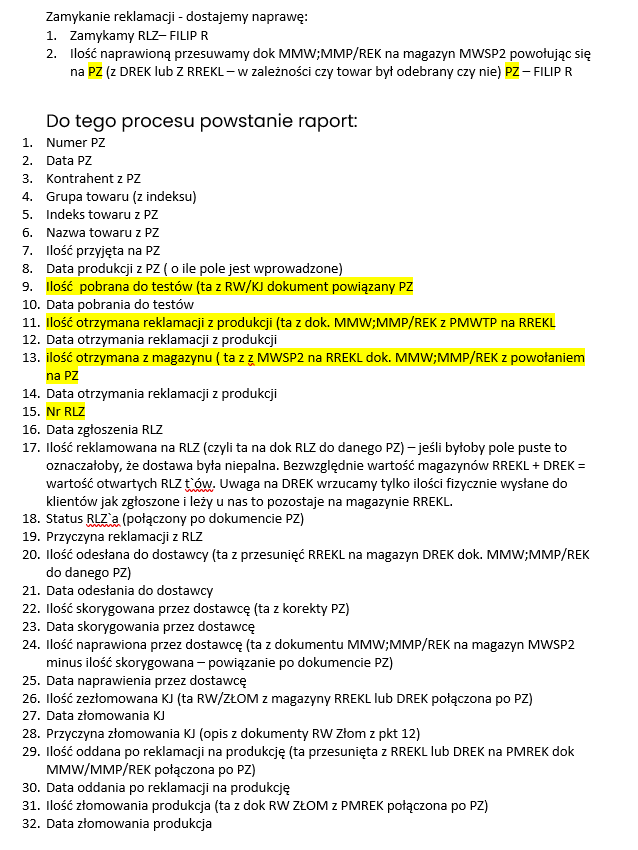 Zamykanie reklamacji - dostajemy naprawę:
1. Zamykamy RLZ– FILIP R
2. Ilość naprawioną przesuwamy dok MMW;MMP/REK na magazyn MWSP2 powołując się
na PZ (z DREK lub Z RREKL – w zależności czy towar był odebrany czy nie) PZ – FILIP R
Do tego procesu powstanie raport:
1. Numer PZ
2. Data PZ
3. Kontrahent z PZ
4. Grupa towaru (z indeksu)
5. Indeks towaru z PZ
6. Nazwa towaru z PZ
7. Ilość przyjęta na PZ
8. Data produkcji z PZ ( o ile pole jest wprowadzone)
9. Ilość pobrana do testów (ta z RW/KJ dokument powiązany PZ
10. Data pobrania do testów
11. Ilość otrzymana reklamacji z produkcji (ta z dok. MMW;MMP/REK z PMWTP na RREKL
12. Data otrzymania reklamacji z produkcji
13. ilość otrzymana z magazynu ( ta z z MWSP2 na RREKL dok. MMW;MMP/REK z powołaniem
na PZ
14. Data otrzymania reklamacji z produkcji
15. Nr RLZ
16. Data zgłoszenia RLZ
17. Ilość reklamowana na RLZ (czyli ta na dok RLZ do danego PZ) – jeśli byłoby pole puste to
oznaczałoby, że dostawa była niepalna. Bezwzględnie wartość magazynów RREKL + DREK =
wartość otwartych RLZ t`ów. Uwaga na DREK wrzucamy tylko ilości fizycznie wysłane do
klientów jak zgłoszone i leży u nas to pozostaje na magazynie RREKL.
18. Status RLZ`a (połączony po dokumencie PZ)
19. Przyczyna reklamacji z RLZ
20. Ilość odesłana do dostawcy (ta z przesunięć RREKL na magazyn DREK dok. MMW;MMP/REK
do danego PZ)
21. Data odesłania do dostawcy
22. Ilość skorygowana przez dostawcę (ta z korekty PZ)
23. Data skorygowania przez dostawcę
24. Ilość naprawiona przez dostawcę (ta z dokumentu MMW;MMP/REK na magazyn MWSP2
minus ilość skorygowana – powiązanie po dokumencie PZ)
25. Data naprawienia przez dostawcę
26. Ilość zezłomowana KJ (ta RW/ZŁOM z magazyny RREKL lub DREK połączona po PZ)
27. Data złomowania KJ
28. Przyczyna złomowania KJ (opis z dokumenty RW Złom z pkt 12)
29. Ilość oddana po reklamacji na produkcję (ta przesunięta z RREKL lub DREK na PMREK dok
MMW/MMP/REK połączona po PZ)
30. Data oddania po reklamacji na produkcję
31. Ilość złomowania produkcja (ta z dok RW ZŁOM z PMREK połączona po PZ)
32. Data złomowania produkcja